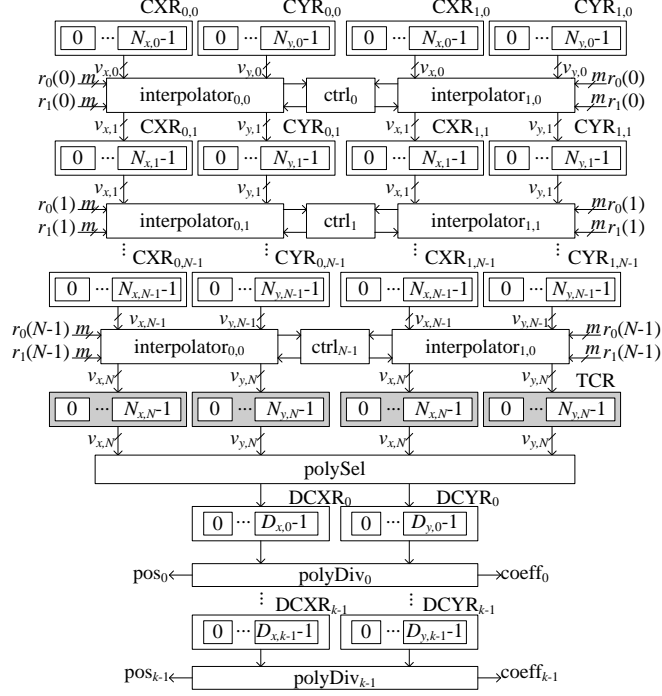 CXR0,0 CYR0,0 CXR1,0 CYR1,0
0 ··· Nx,0-1 0 ··· Ny,0-1 0 ··· Nx,0-1 0 ··· Ny,0-1
vx,0 vy,0 vx,0 vy,0
r0(0) m interpolator0,0 ctrl0 interpolator1,0 m r0(0)
r1(0) m m r1(0)
vx,1 CXR0,1 vy,1 CYR0,1 vx,1 CXR1,1 vy,1 CYR1,1
0 ··· Nx,1-1 0 ··· Ny,1-1 0 ··· Nx,1-1 0 ··· Ny,1-1
vx,1 vy,1 vx,1 vy,1
r0(1) m interpolator0,1 ctrl1 interpolator1,1 m r0(1)
r1(1) m m r1(1)
⋮ CXR0,N-1 ⋮ CYR0,N-1 ⋮ CXR1,N-1 ⋮ CYR1,N-1
0 ··· Nx,N-1-1 0 ··· Ny,N-1-1 0 ··· Nx,N-1-1 0 ··· Ny,N-1-1
vx,N-1 vy,N-1 vx,N-1 vy,N-1
r0(N-1) m interpolator0,0 ctrlN-1 interpolator1,0 m r0(N-1)
r1(N-1) m m r1(N-1)
vx,N vy,N vx,N vy,N TCR
0 ··· Nx,N-1 0 ··· Ny,N-1 0 ··· Nx,N-1 0 ··· Ny,N-1
vx,N vy,N vx,N vy,N
polySel
DCXR0 DCYR0
0 ··· Dx,0-1 0 ··· Dy,0-1
pos0 polyDiv0 coeff0
⋮ DCXRk-1 ⋮ DCYRk-1
0 ··· Dx,k-1-1 0 ··· Dy,k-1-1
posk-1 polyDivk-1 coeffk-1